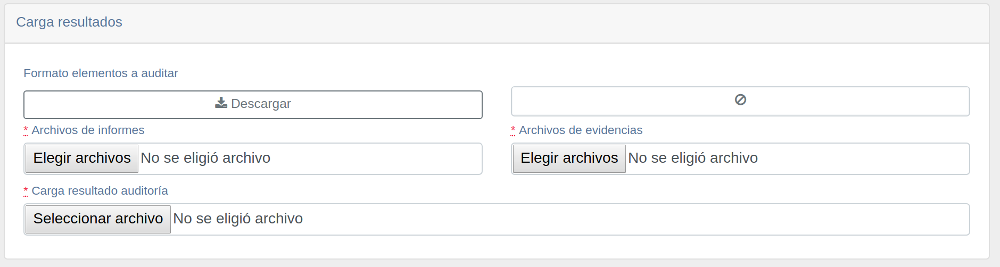 Carga resultados
Formato elementos a auditar
Descargar
* Archivos de informes
* Archivos de evidencias
Elegir archivos No se eligió archivo
Elegir archivos No se eligió archivo
* Carga resultado auditoría
Seleccionar archivo No se eligió archivo